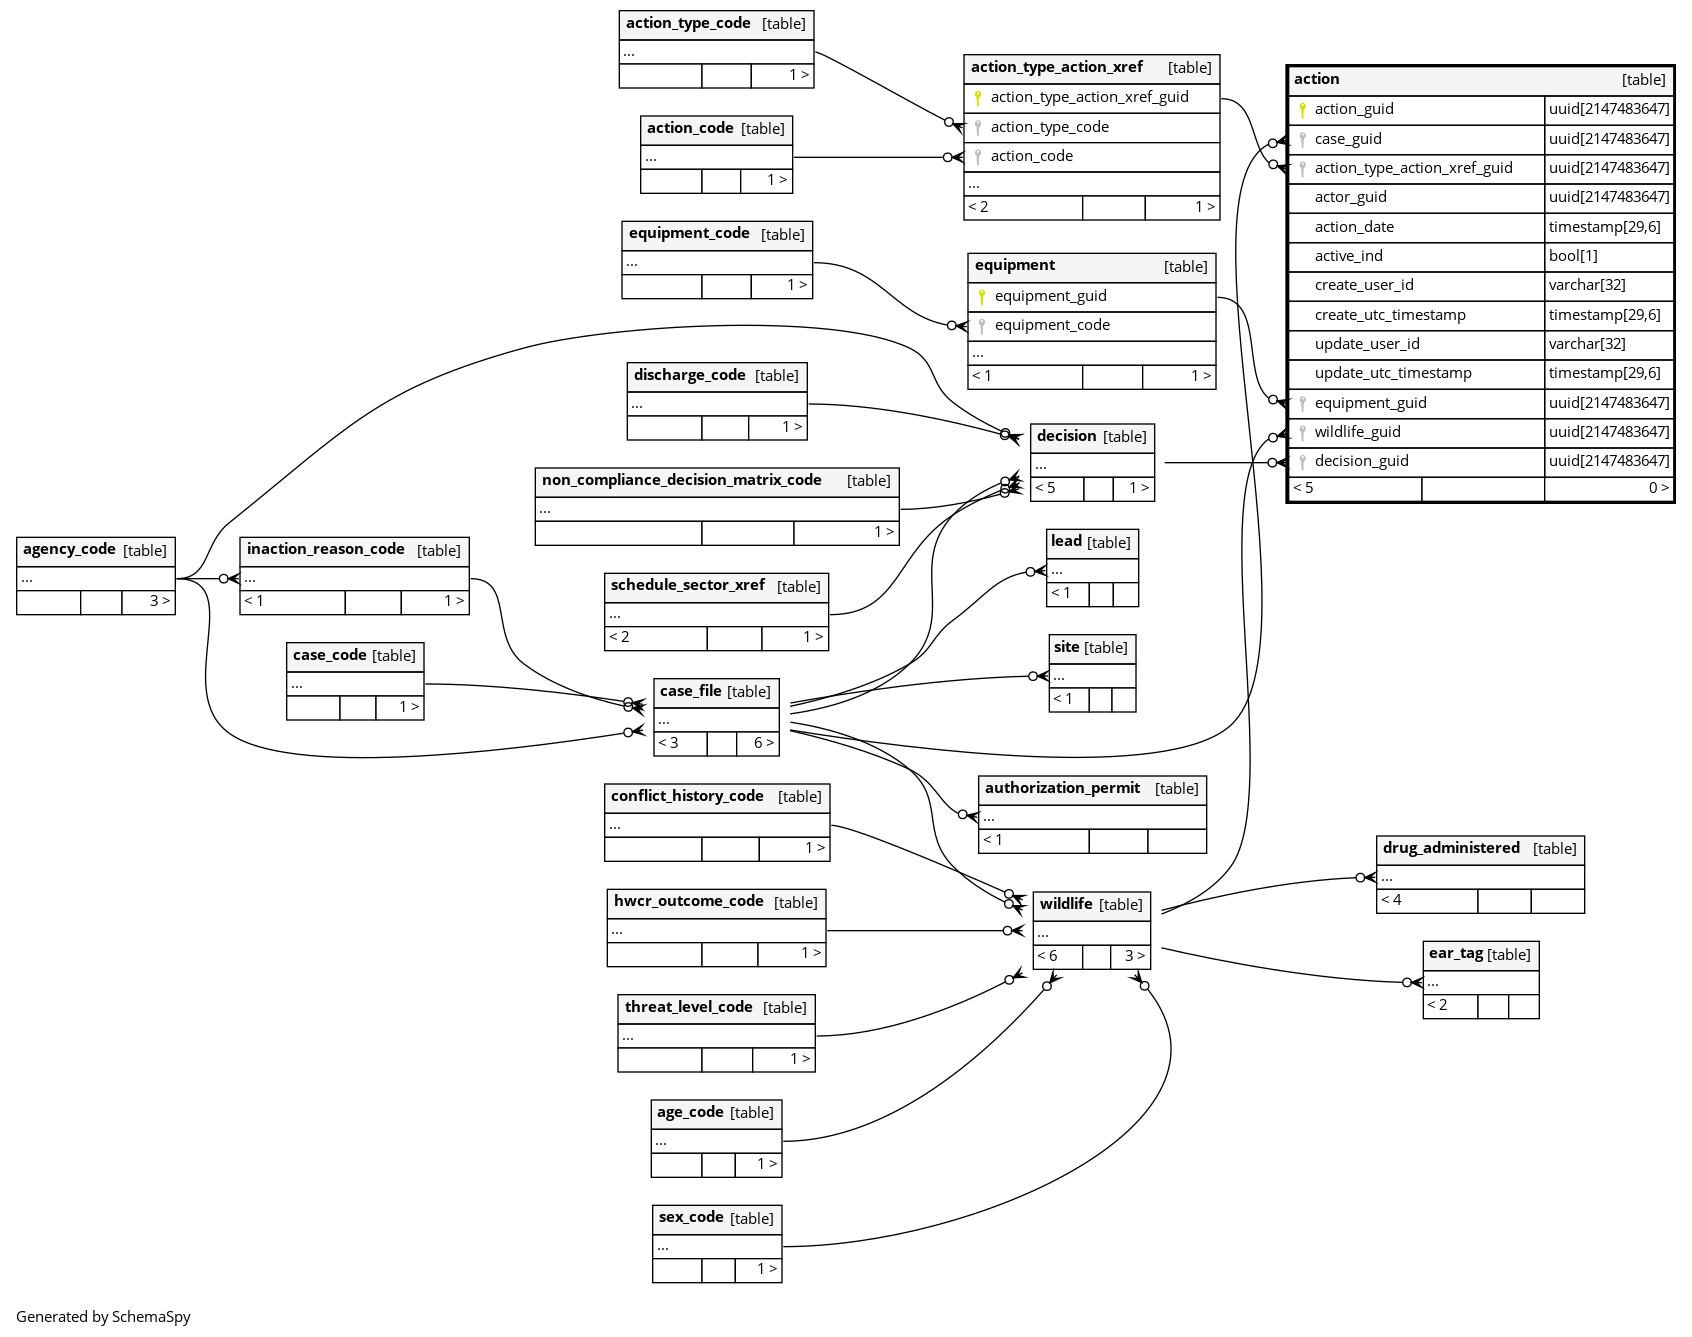 action_type_code [table]
...
1 >
action_code [table]
...
1 >
equipment_code [table]
...
1 >
discharge_code [table]
...
1 >
non_compliance_decision_matrix_code [table]
...
1 >
agency_code [table]
...
3 >
inaction_reason_code [table]
...
< 1 1 >
schedule_sector_xref [table]
...
< 2 1 >
case_code [table]
...
1 >
case_file [table]
...
< 3 6 >
conflict_history_code [table]
...
1 >
hwcr_outcome_code [table]
...
1 >
threat_level_code [table]
...
1 >
age_code [table]
...
1 >
sex_code [table]
...
1 >
action_type_action_xref [table]
action_type_action_xref_guid
action_type_code
action_code
...
< 2 1 >
equipment [table]
equipment_guid
equipment_code
...
< 1 1 >
decision [table]
...
< 5 1 >
lead [table]
...
< 1
site [table]
...
< 1
authorization_permit [table]
...
< 1
wildlife [table]
...
< 6 3 >
action [table]
action_guid uuid[2147483647]
case_guid uuid[2147483647]
action_type_action_xref_guid uuid[2147483647]
actor_guid uuid[2147483647]
action_date timestamp[29,6]
active_ind bool[1]
create_user_id varchar[32]
create_utc_timestamp timestamp[29,6]
update_user_id varchar[32]
update_utc_timestamp timestamp[29,6]
equipment_guid uuid[2147483647]
wildlife_guid uuid[2147483647]
decision_guid uuid[2147483647]
< 5 0 >
drug_administered [table]
...
< 4
ear_tag [table]
...
< 2
Generated by SchemaSpy